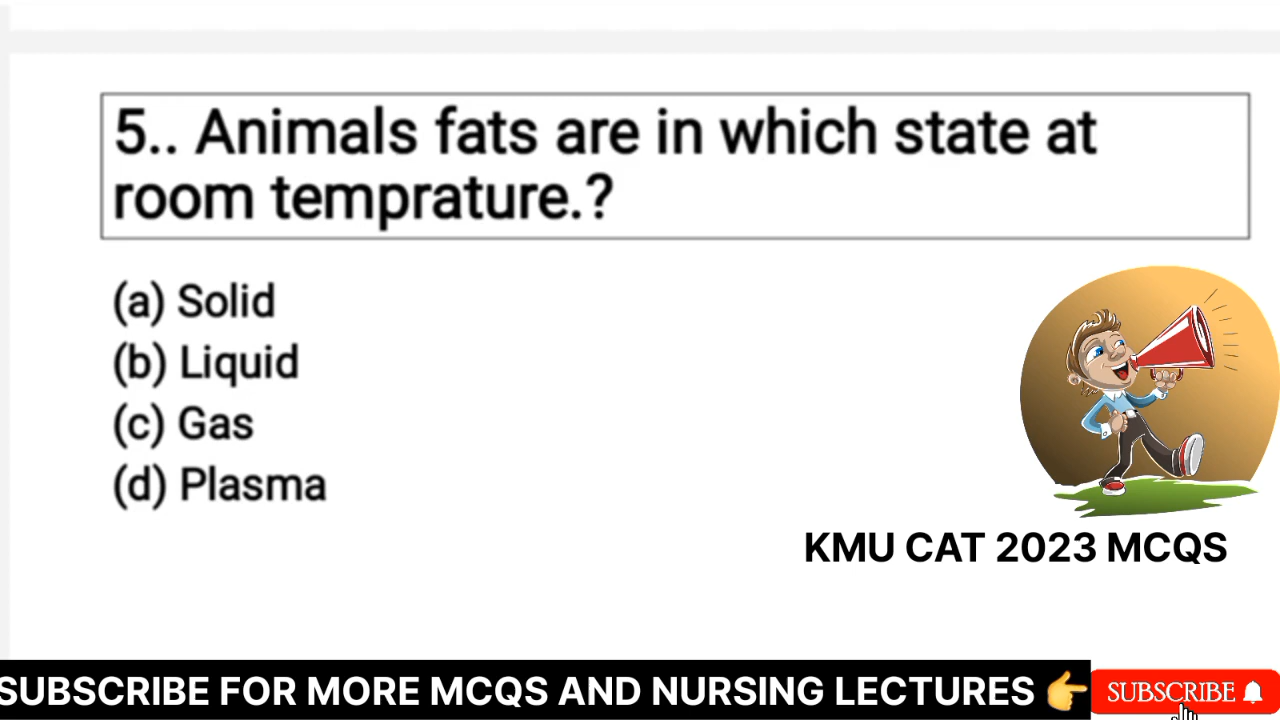 5.. Animals fats are in which state at
room temprature.?
(a) Solid
(b) Liquid
(c) Gas
(d) Plasma
KMU CAT 2023 MCQS
SUBSCRIBE FOR MORE MCQS AND NURSING LECTURES 👉 SUBSCRIBE